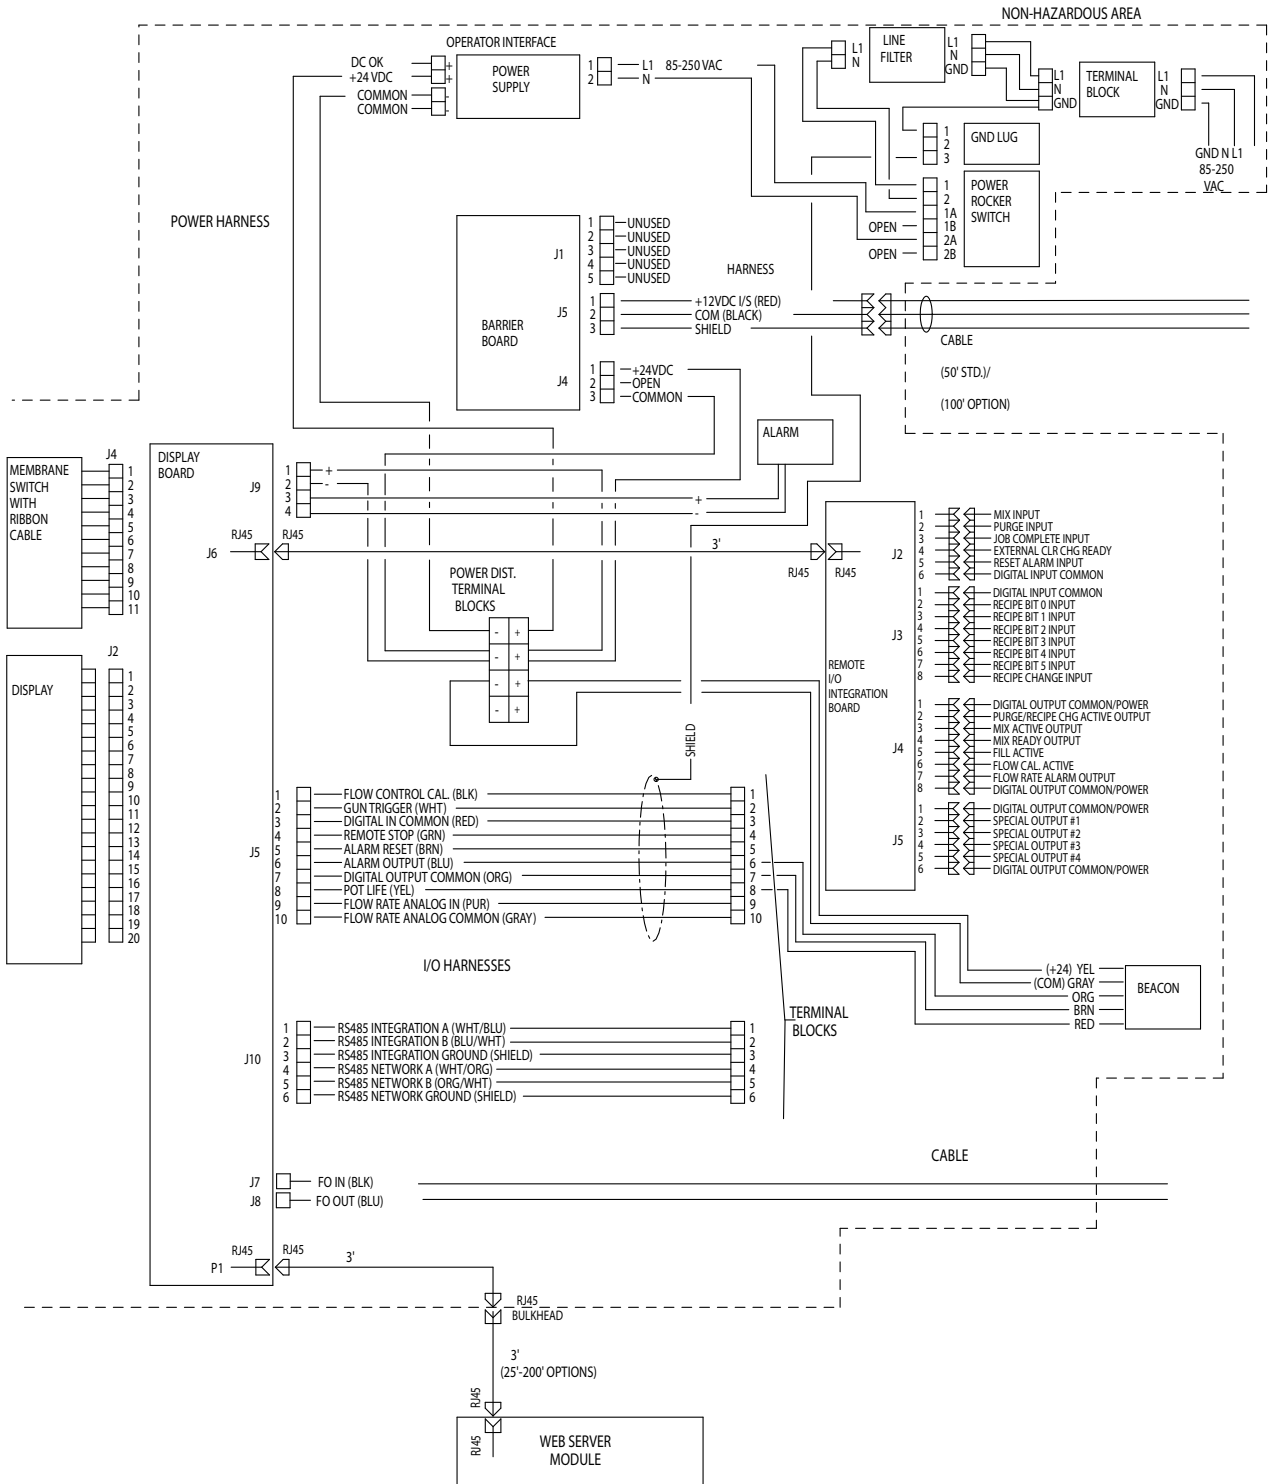 NON-HAZARDOUS AREA
OPERATOR INTERFACE
DC OK
+24 VDC
COMMON
COMMON
+
+
-
-
POWER
SUPPLY
1
2
L1 85-250 VAC
N
L1
N
LINE
FILTER
L1
N
GND
L1
N
GND
TERMINAL
BLOCK
L1
N
GND
GND N L1
85-250
VAC
1
2
3
GND LUG
1
2
1A
1B
2A
2B
OPEN
OPEN
POWER
ROCKER
SWITCH
POWER HARNESS
BARRIER
BOARD
J1
1
2
3
4
5
UNUSED
UNUSED
UNUSED
UNUSED
UNUSED
HARNESS
J5
1
2
3
+12VDC I/S (RED)
COM (BLACK)
SHIELD
CABLE
(50' STD.)/
(100' OPTION)
J4
1
2
3
+24VDC
OPEN
COMMON
ALARM
+
-
MEMBRANE
SWITCH
WITH
RIBBON
CABLE
J4
1
2
3
4
5
6
7
8
9
10
11
DISPLAY
BOARD
J9
1
2
3
4
+
-
RJ45
RJ45
J6
3'
RJ45
RJ45
POWER DIST.
TERMINAL
BLOCKS
- +
- +
- +
- +
SHIELD
REMOTE
I/O
INTEGRATION
BOARD
J2
1 MIX INPUT
2 PURGE INPUT
3 JOB COMPLETE INPUT
4 EXTERNAL CLR CHG READY
5 RESET ALARM INPUT
6 DIGITAL INPUT COMMON
J3
1 DIGITAL INPUT COMMON
2 RECIPE BIT 0 INPUT
3 RECIPE BIT 1 INPUT
4 RECIPE BIT 2 INPUT
5 RECIPE BIT 3 INPUT
6 RECIPE BIT 4 INPUT
7 RECIPE BIT 5 INPUT
8 RECIPE CHANGE INPUT
J4
1 DIGITAL OUTPUT COMMON/POWER
2 PURGE/RECIPE CHG ACTIVE OUTPUT
3 MIX ACTIVE OUTPUT
4 MIX READY OUTPUT
5 FILL ACTIVE
6 FLOW CAL. ACTIVE
7 FLOW RATE ALARM OUTPUT
8 DIGITAL OUTPUT COMMON/POWER
J5
1 DIGITAL OUTPUT COMMON/POWER
2 SPECIAL OUTPUT #1
3 SPECIAL OUTPUT #2
4 SPECIAL OUTPUT #3
5 SPECIAL OUTPUT #4
6 DIGITAL OUTPUT COMMON/POWER
DISPLAY
J2
1
2
3
4
5
6
7
8
9
10
11
12
13
14
15
16
17
18
19
20
J5
1 FLOW CONTROL CAL. (BLK) 1
2 GUN TRIGGER (WHT) 2
3 DIGITAL IN COMMON (RED) 3
4 REMOTE STOP (GRN) 4
5 ALARM RESET (BRN) 5
6 ALARM OUTPUT (BLU) 6
7 DIGITAL OUTPUT COMMON (ORG) 7
8 POT LIFE (YEL) 8
9 FLOW RATE ANALOG IN (PUR) 9
10 FLOW RATE ANALOG COMMON (GRAY) 10
I/O HARNESSES
TERMINAL
BLOCKS
(+24) YEL
(COM) GRAY
ORG
BRN
RED
BEACON
J10
1 RS485 INTEGRATION A (WHT/BLU) 1
2 RS485 INTEGRATION B (BLU/WHT) 2
3 RS485 INTEGRATION GROUND (SHIELD) 3
4 RS485 NETWORK A (WHT/ORG) 4
5 RS485 NETWORK B (ORG/WHT) 5
6 RS485 NETWORK GROUND (SHIELD) 6
CABLE
J7 FO IN (BLK)
J8 FO OUT (BLU)
RJ45
RJ45
P1
3'
RJ45
BULKHEAD
3'
(25'-200' OPTIONS)
RJ45
RJ45
WEB SERVER
MODULE